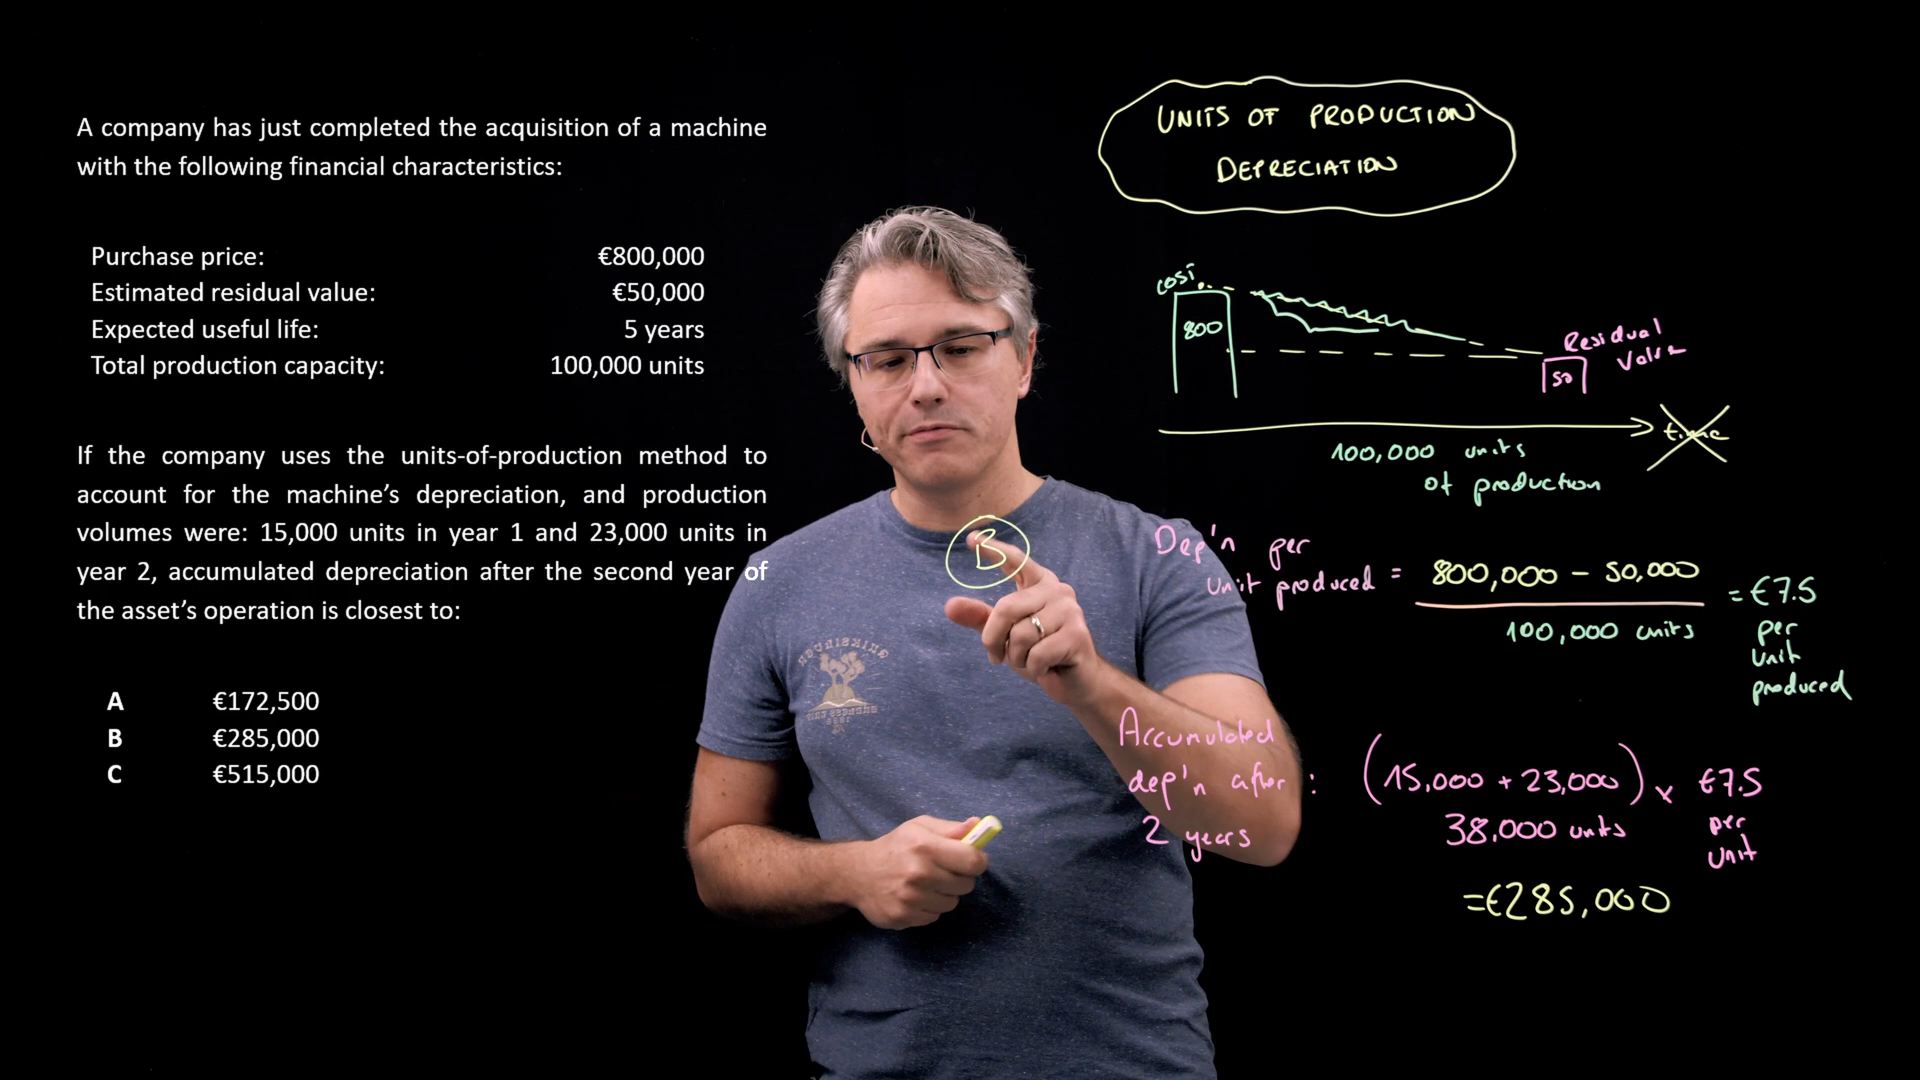 A company has just completed the acquisition of a machine
with the following financial characteristics:
Purchase price: €800,000
Estimated residual value: €50,000
Expected useful life: 5 years
Total production capacity: 100,000 units
If the company uses the units-of-production method to
account for the machine's depreciation, and production
volumes were: 15,000 units in year 1 and 23,000 units in
year 2, accumulated depreciation after the second year of
the asset's operation is closest to:
A €172,500
B €285,000
C €515,000
B
UNITS OF PRODUCTION
DEPRECIATION
COST
800
Residual
Value
50
time
100,000 units
of production
Dep'n per
Unit produced = 800,000 - 50,000
100,000 units
= €7.5
per
unit
produced
Accumulated
dep'n after :
2 years
(15,000 + 23,000) x €7.5
38,000 units
per
unit
=€285,000